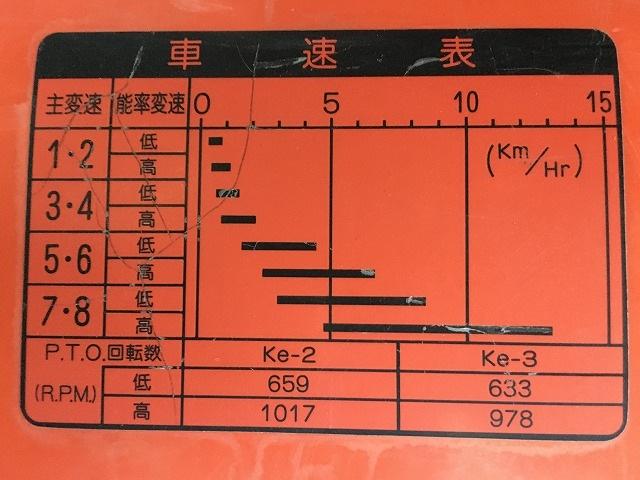 車速表
主変速 能率変速 0 5 10 15
1・2 低
高
(Km/Hr)
3・4 低
高
5・6 低
高
7・8 低
高
P.T.O.回転数 Ke-2 Ke-3
(R.P.M.) 低 659 633
高 1017 978